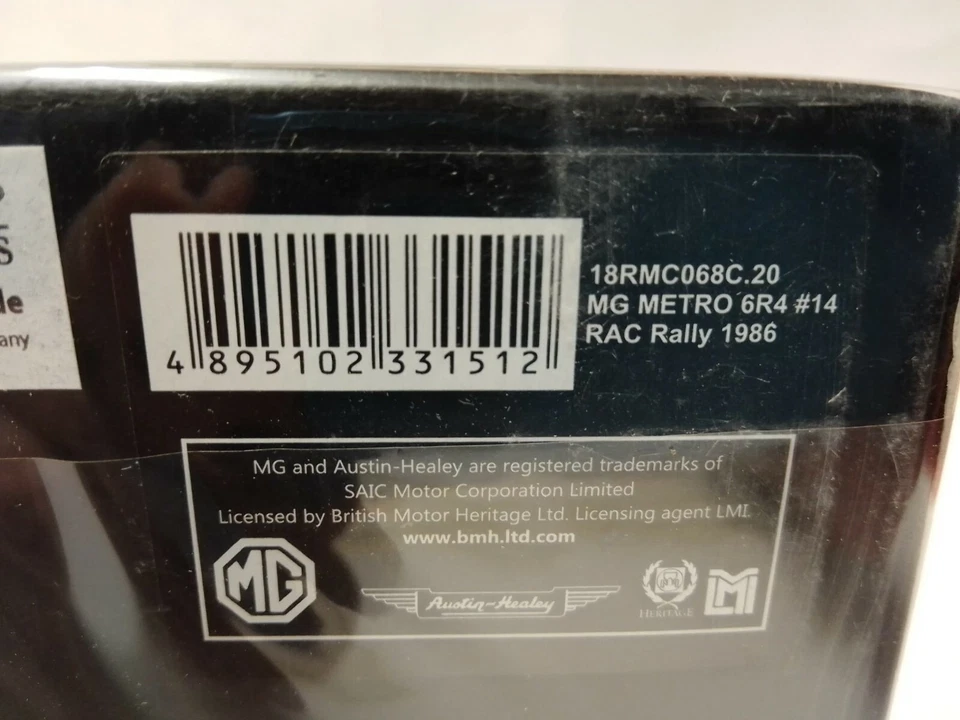 S
de
any
4 895102 331512
18RMC068C.20
MG METRO 6R4 #14
RAC Rally 1986
MG and Austin-Healey are registered trademarks of
SAIC Motor Corporation Limited
Licensed by British Motor Heritage Ltd. Licensing agent LMI
www.bmh.ltd.com
MG
Austin-Healey
HERITAGE
LMI